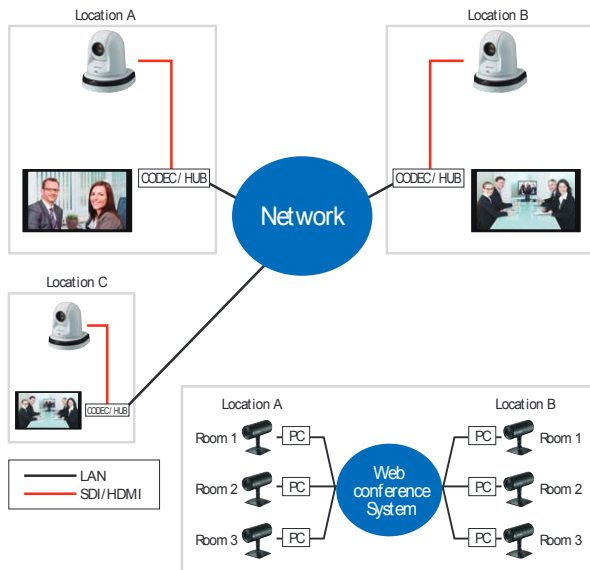 Location A
Location B
CODEC/ HUB
CODEC/ HUB
Network
Location C
CODEC/ HUB
LAN
SDI/HDMI
Location A
Location B
Room 1
PC
PC
Room 1
Room 2
PC
Web
conference
System
PC
Room 2
Room 3
PC
PC
Room 3